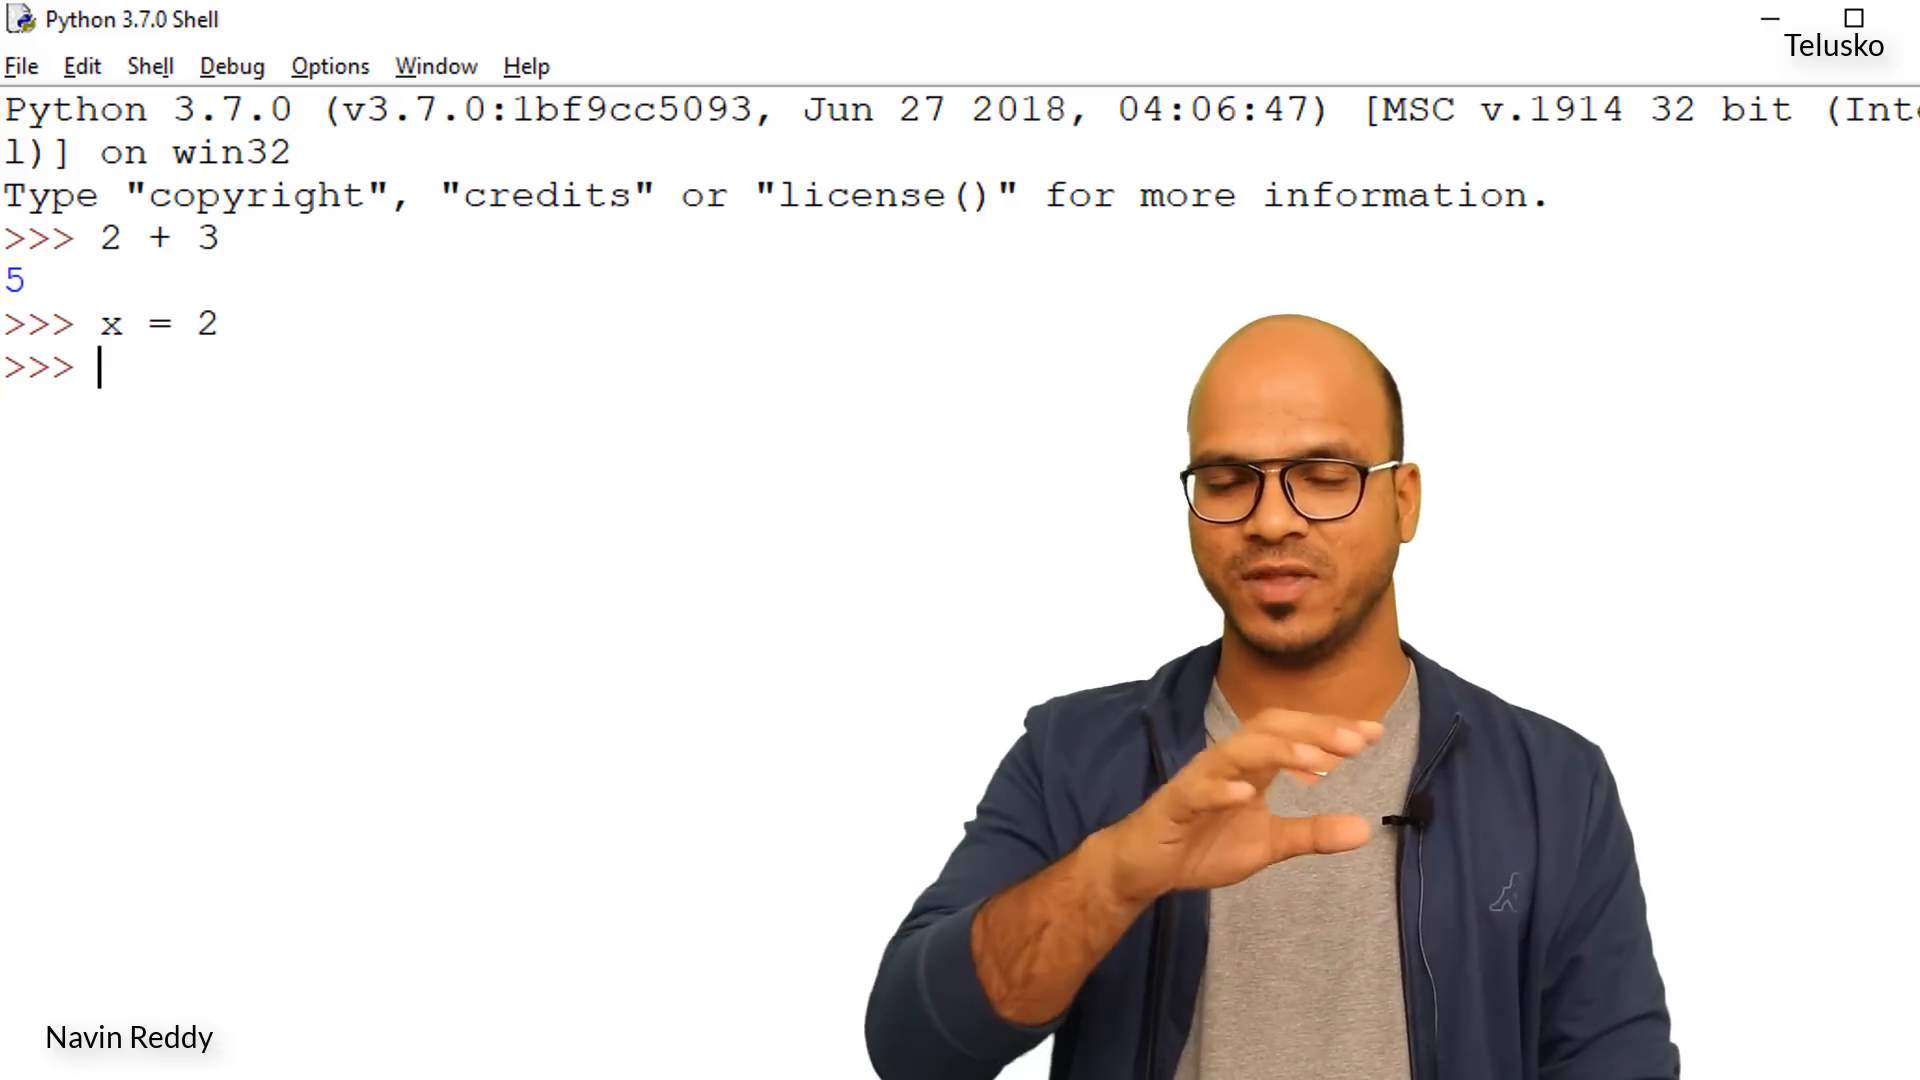 Python 3.7.0 Shell
Telusko
File Edit Shell Debug Options Window Help
Python 3.7.0 (v3.7.0:1bf9cc5093, Jun 27 2018, 04:06:47) [MSC v.1914 32 bit (Inte
l)] on win32
Type "copyright", "credits" or "license()" for more information.
>>> 2 + 3
5
>>> x = 2
>>>
Navin Reddy